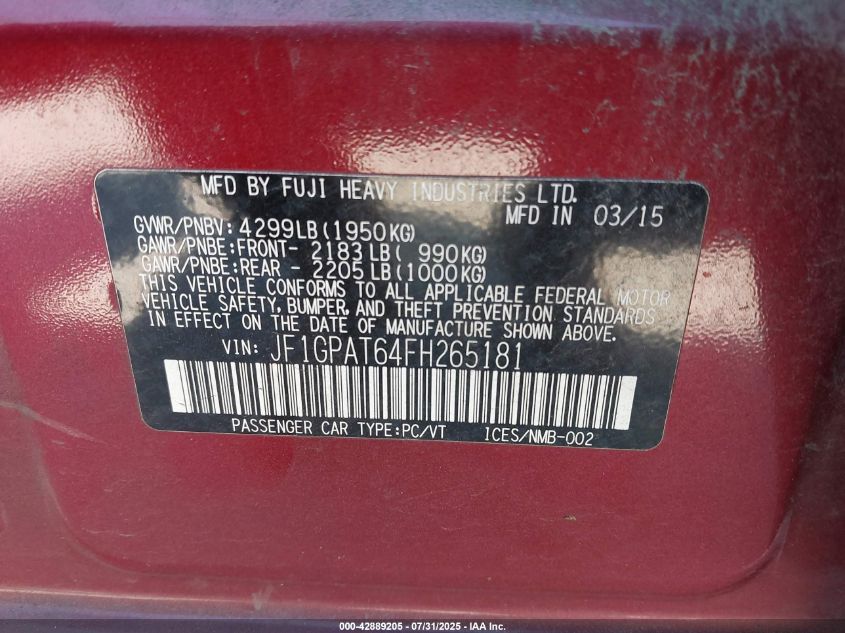 MFD BY FUJI HEAVY INDUSTRIES LTD.
MFD IN 03/15
GVWR/PNBV: 4299LB(1950KG)
GAWR/PNBE:FRONT- 2183LB( 990KG)
GAWR/PNBE:REAR - 2205LB(1000KG)
THIS VEHICLE CONFORMS TO ALL APPLICABLE FEDERAL MOTOR
VEHICLE SAFETY, BUMPER, AND THEFT PREVENTION STANDARDS
IN EFFECT ON THE DATE OF MANUFACTURE SHOWN ABOVE.
VIN: JF1GPAT64FH265181
PASSENGER CAR TYPE:PC/VT ICES/NMB-002
000-42889205 - 07/31/2025 - IAA Inc.